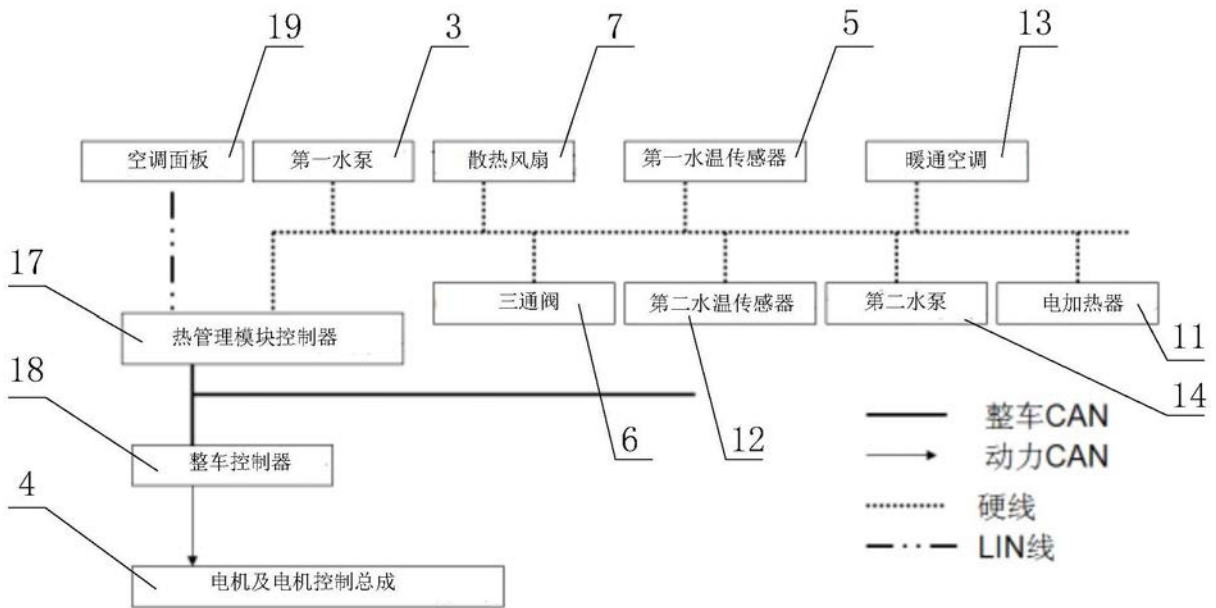 19
3
7
5
13
空调面板
第一水泵
散热风扇
第一水温传感器
暖通空调
17
三通阀
第二水温传感器
第二水泵
电加热器
热管理模块控制器
11
18
14
6
12
整车CAN
整车控制器
动力CAN
4
硬线
LIN线
电机及电机控制总成